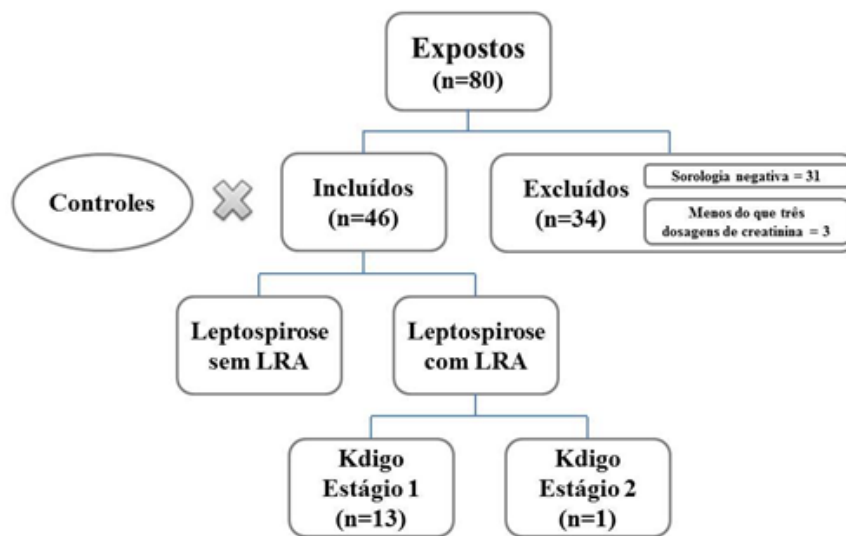 Expostos
(n=80)
Controles
Incluídos
(n=46)
Excluídos
(n=34)
Sorologia negativa = 31
Menos do que três
dosagens de creatinina = 3
Leptospirose
sem LRA
Leptospirose
com LRA
Kdigo
Estágio 1
(n=13)
Kdigo
Estágio 2
(n=1)